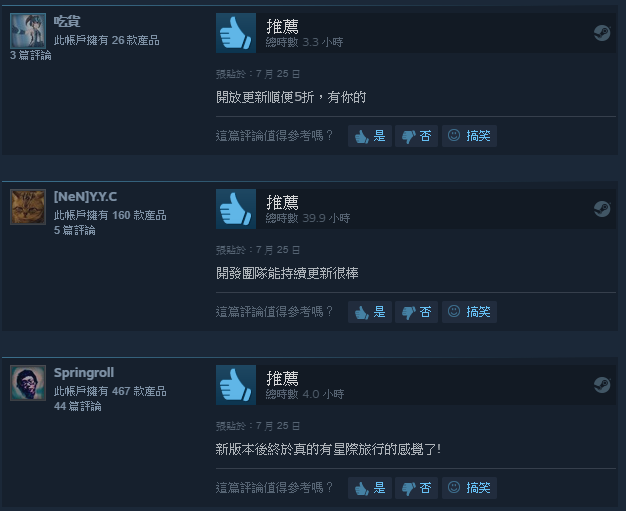 吃貨
此帳戶擁有 26 款產品
3 篇評論
推薦
總時數 3.3 小時
張貼於：7 月 25 日
開放更新順便5折，有你的
這篇評論值得參考嗎？ 是 否 搞笑
[NeN]Y.Y.C
此帳戶擁有 160 款產品
5 篇評論
推薦
總時數 39.9 小時
張貼於：7 月 25 日
開發團隊能持續更新很棒
這篇評論值得參考嗎？ 是 否 搞笑
Springroll
此帳戶擁有 467 款產品
44 篇評論
推薦
總時數 4.0 小時
張貼於：7 月 25 日
新版本後終於真的有星際旅行的感覺了!
這篇評論值得參考嗎？ 是 否 搞笑